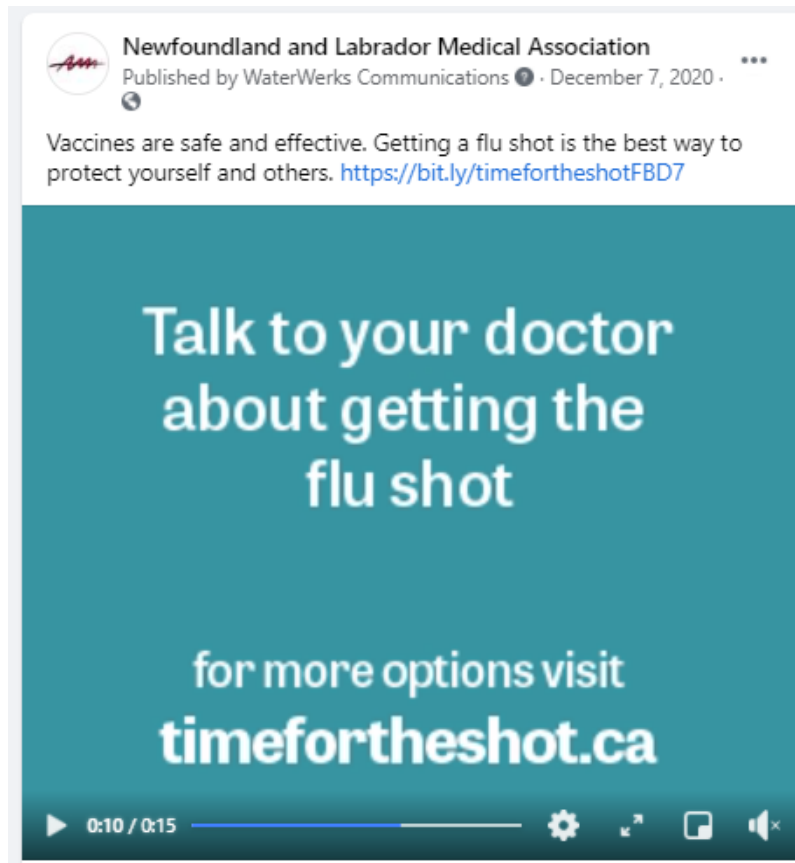 Newfoundland and Labrador Medical Association
Published by WaterWerks Communications · December 7, 2020 ·
Vaccines are safe and effective. Getting a flu shot is the best way to
protect yourself and others. https://bit.ly/timefortheshotFBD7
Talk to your doctor
about getting the
flu shot
for more options visit
timefortheshot.ca
0:10 / 0:15